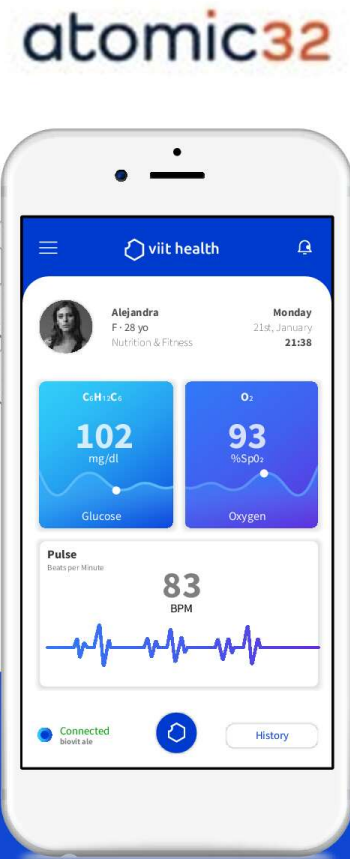 atomic32
viit health
Alejandra
F · 28 yo
Nutrition & Fitness
Monday
21st, January
21:38
C₆H₁₂C₆
102
mg/dl
Glucose
O₂
93
%Sp0₂
Oxygen
Pulse
Beats per Minute
83
BPM
Connected
biovit ale
History